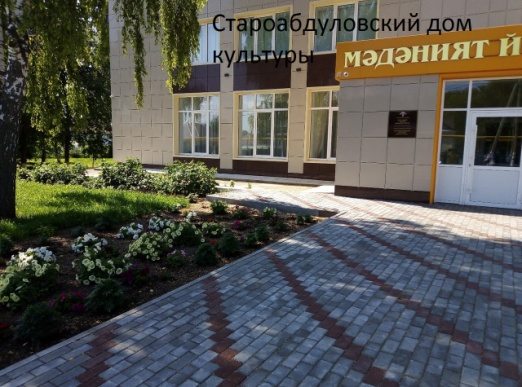 Староабдуловский дом
культуры
МӘДӘНИЯТ Й